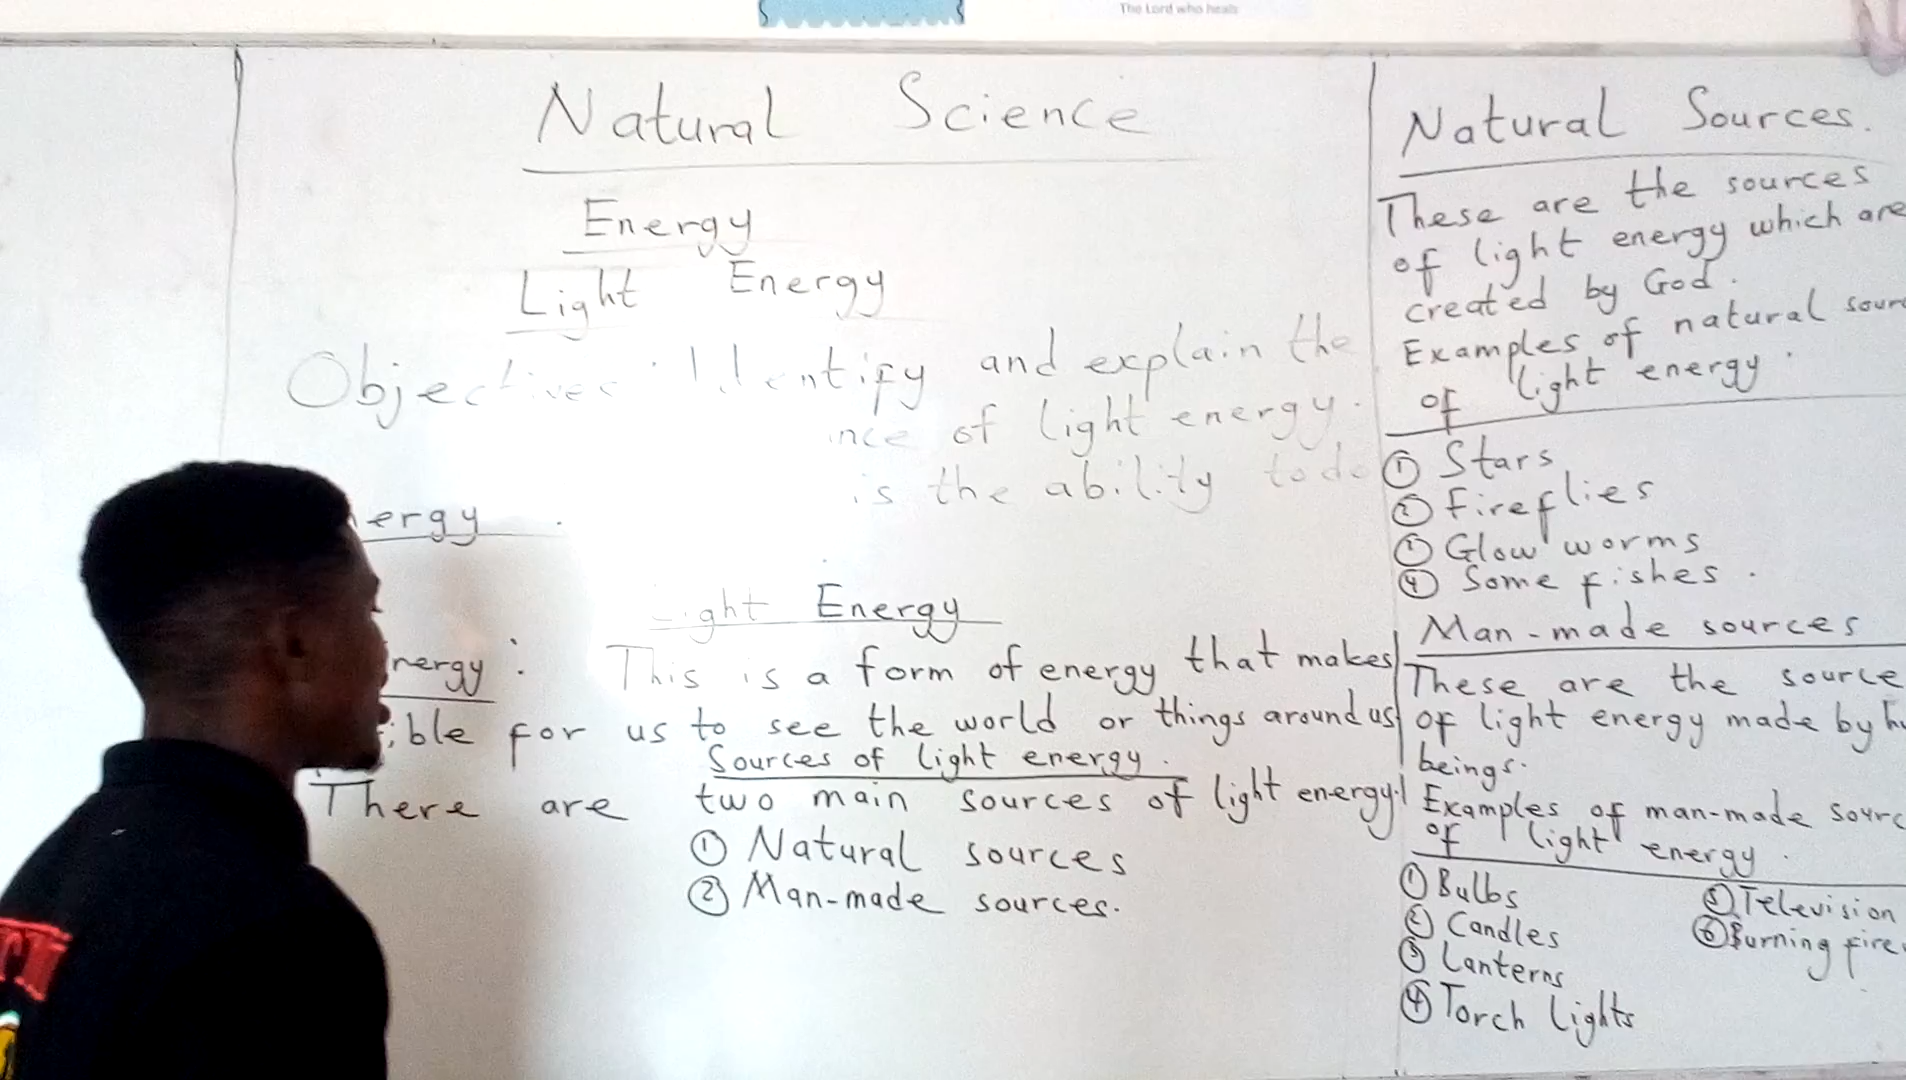 The Lord who heals
Natural Science
Energy
Light Energy
Objectives: Identify and explain the
of light energy.
is the ability to do
ergy
Light Energy
nergy: This is a form of energy that makes
ible for us to see the world or things around us
Sources of light energy.
There are two main sources of light energy.
① Natural sources
② Man-made sources.
Natural Sources.
These are the sources
of light energy which are
created by God.
Examples of natural sour
of light energy.
① Stars
② Fireflies
③ Glow worms
④ Some fishes.
Man-made sources
These are the source
of light energy made by hu
beings.
Examples of man-made sourc
of light energy.
① Bulbs
② Candles
③ Lanterns
④ Torch lights
⑤ Television
⑥ Burning fire